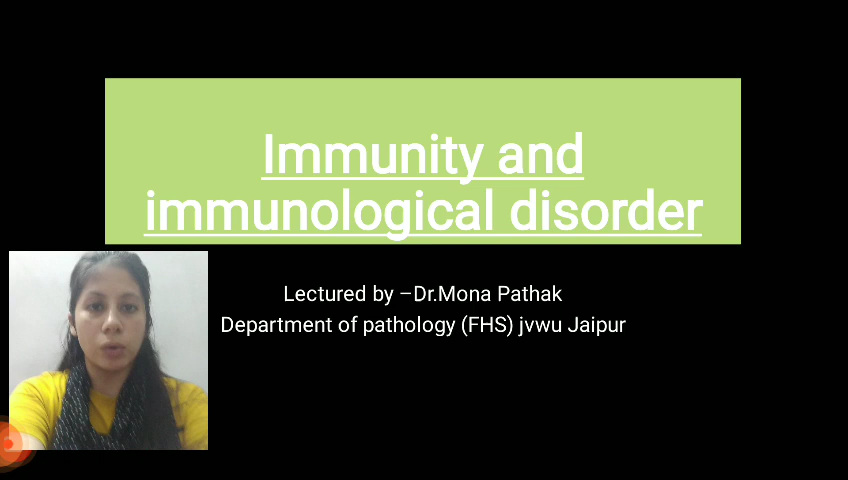 Immunity and
immunological disorder
Lectured by –Dr.Mona Pathak
Department of pathology (FHS) jvwu Jaipur